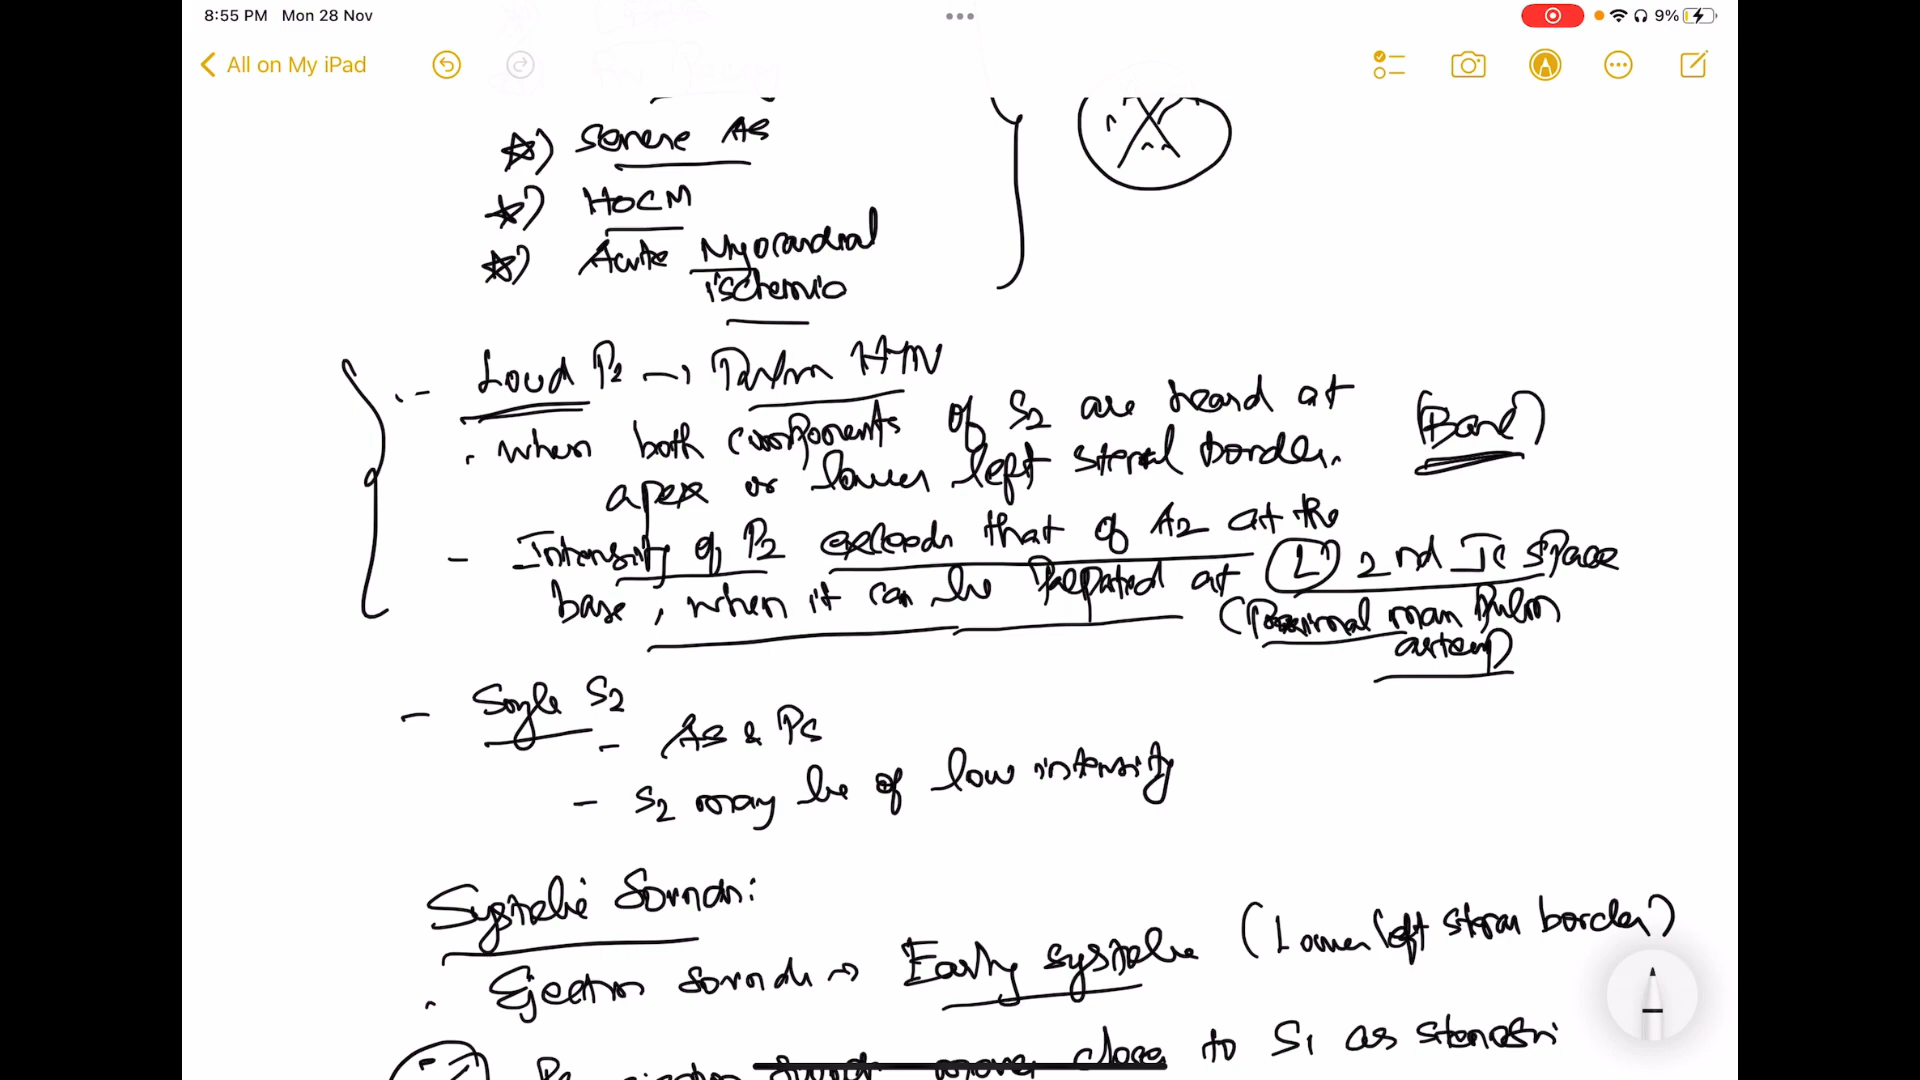 8:55 PM Mon 28 Nov
9%
All on My iPad
Severe AS
HOCM
Acute Myocardial
ischemia
- Loud P2 → Pulm HTN
. when both components of S2 are heard at
apex or lower left sternal border.
(Base)
- Intensity of P2 exceeds that of A2 at the
base, when it can be palpated at (L) 2nd IC space
(Proximal main pulm
artery)
- Single S2
- AS & PS
- S2 may be of low intensity
Systolic Sounds:
. Ejection sounds → Early systolic (Lower left stern border)
close to S1 as stenosis